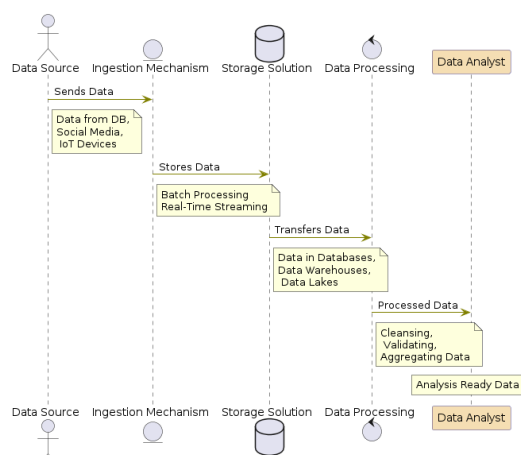 Data Source Ingestion Mechanism Storage Solution Data Processing Data Analyst
Sends Data
Data from DB,
Social Media,
IoT Devices
Stores Data
Batch Processing
Real-Time Streaming
Transfers Data
Data in Databases,
Data Warehouses,
Data Lakes
Processed Data
Cleansing,
Validating,
Aggregating Data
Analysis Ready Data
Data Source Ingestion Mechanism Storage Solution Data Processing Data Analyst